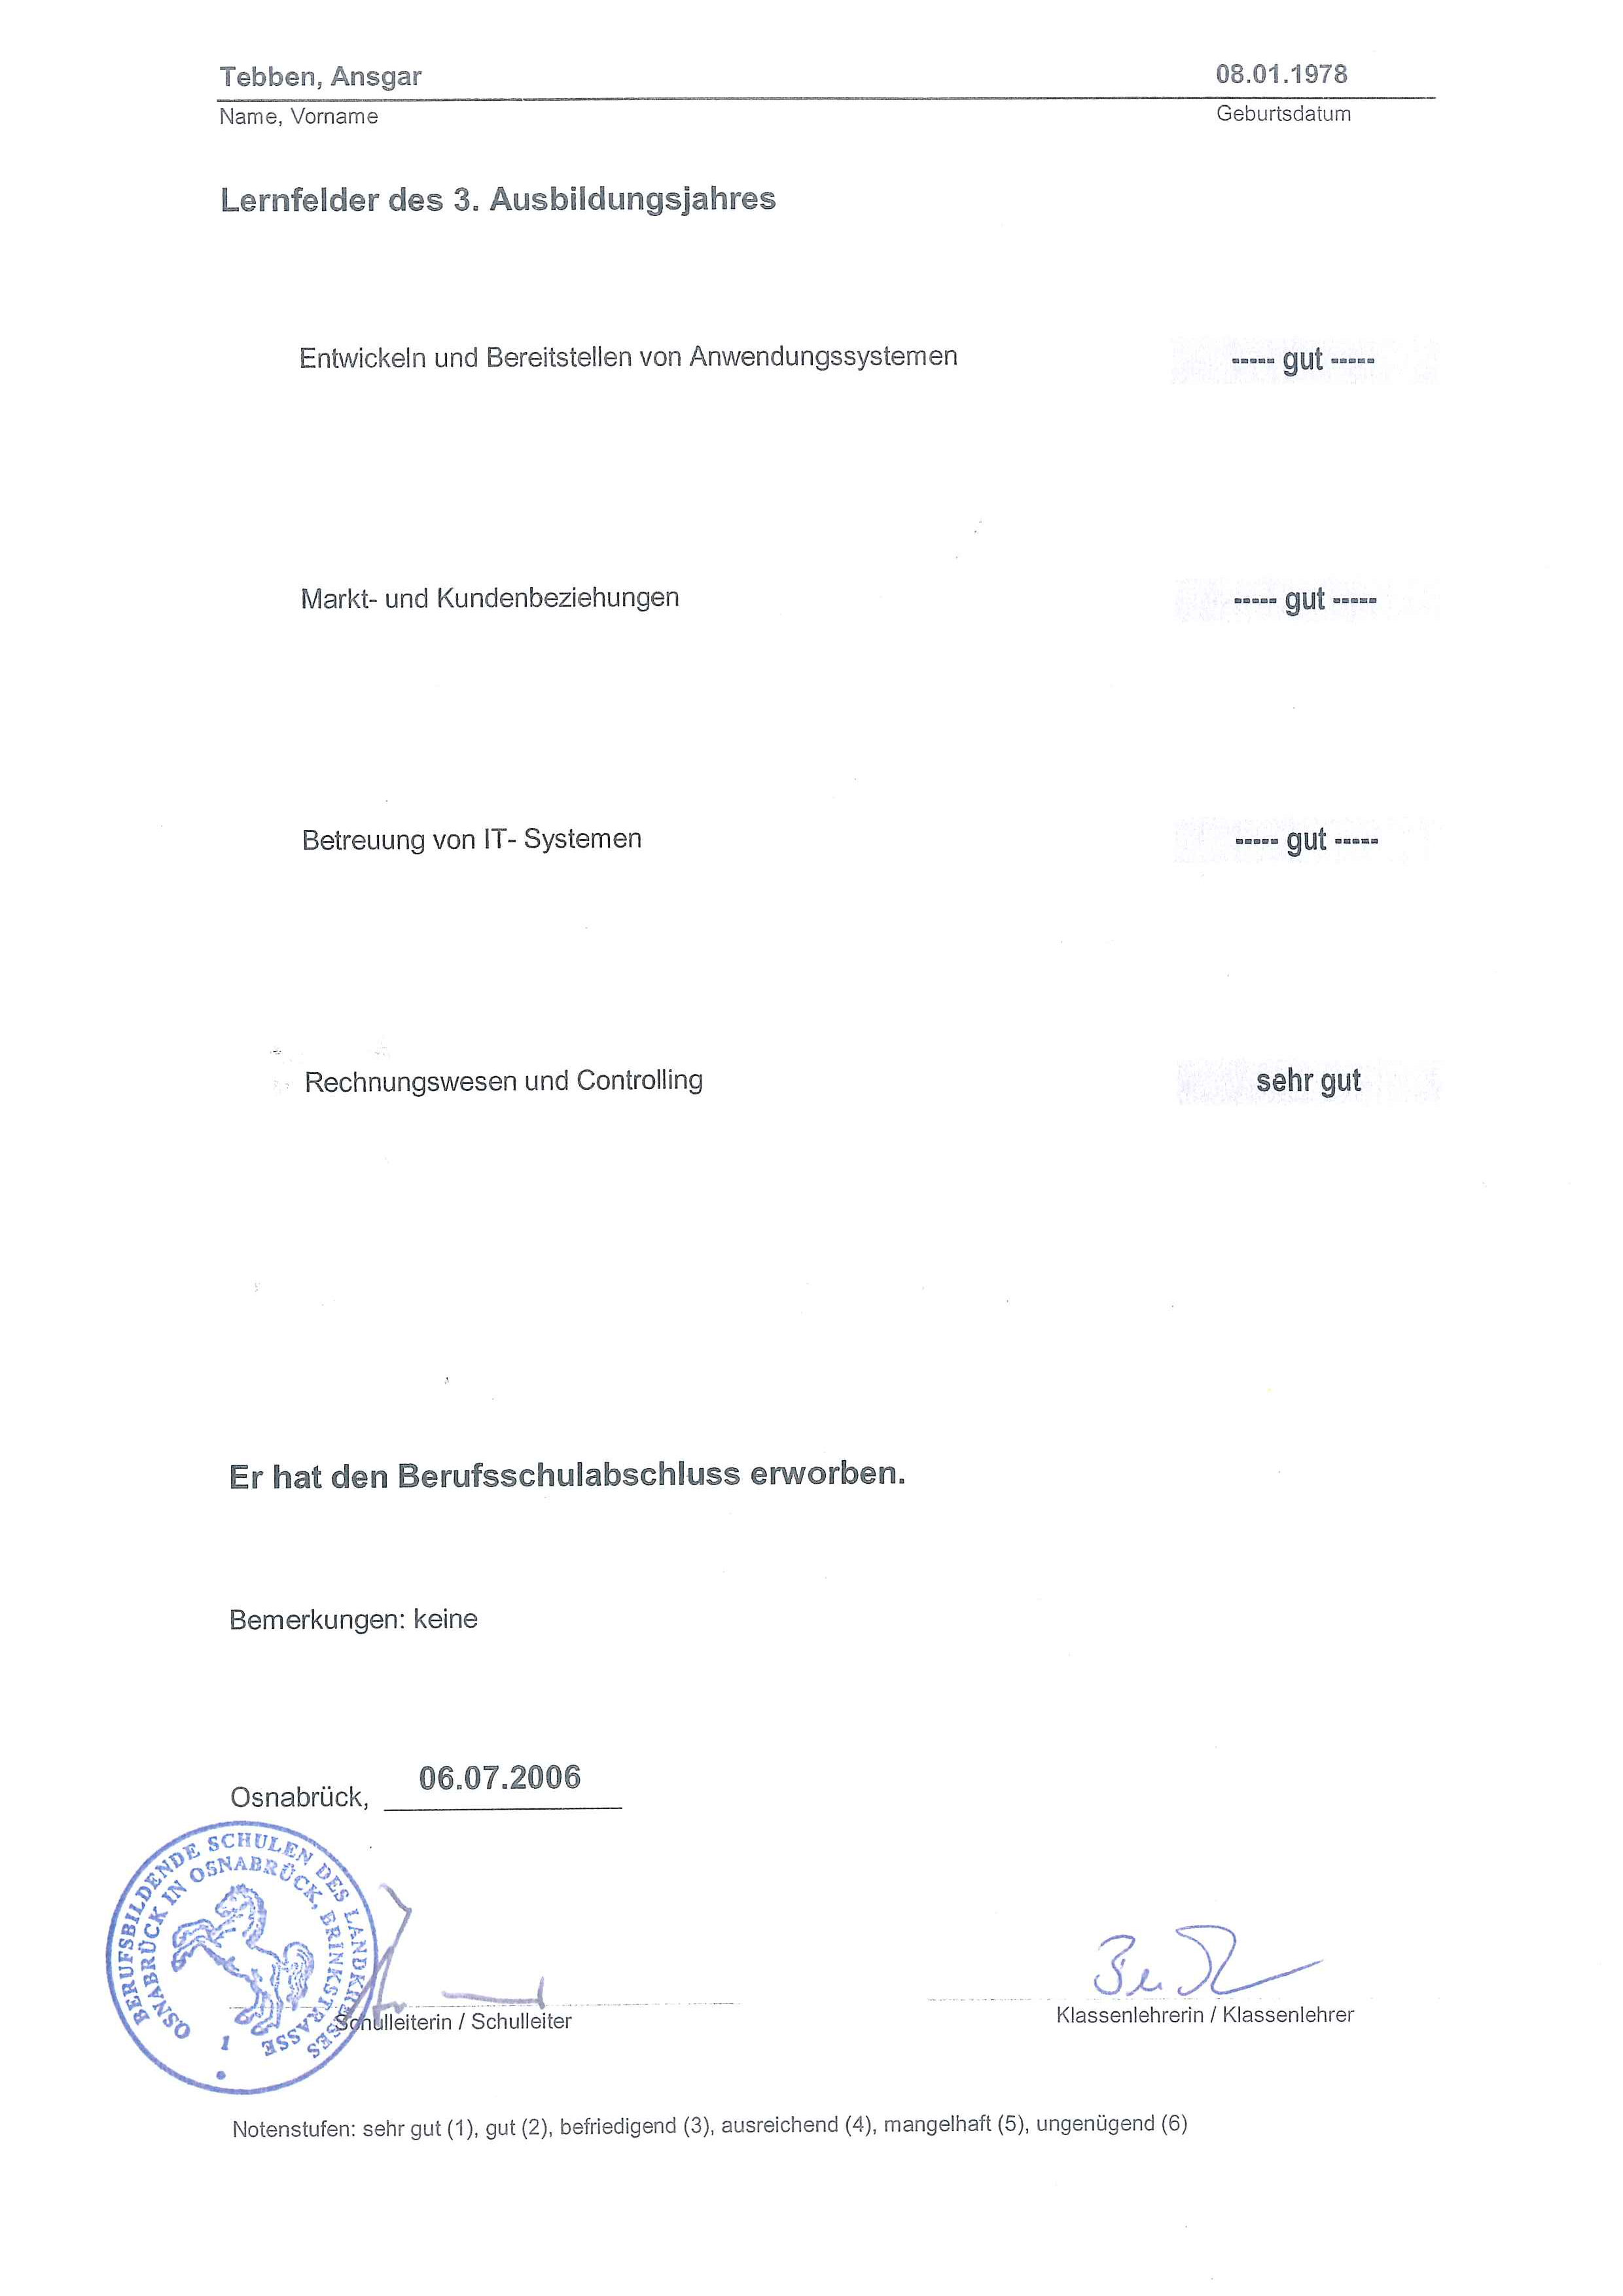 Tebben, Ansgar 08.01.1978
Name, Vorname Geburtsdatum
Lernfelder des 3. Ausbildungsjahres
Entwickeln und Bereitstellen von Anwendungssystemen ----- gut -----
Markt- und Kundenbeziehungen ----- gut -----
Betreuung von IT- Systemen ----- gut -----
Rechnungswesen und Controlling sehr gut
Er hat den Berufsschulabschluss erworben.
Bemerkungen: keine
Osnabrück, 06.07.2006
BERUFSBILDENDE SCHULEN DES LANDKREISES
OSNABRÜCK IN OSNABRÜCK, BRINKSTRASSE
1
Schulleiterin / Schulleiter Klassenlehrerin / Klassenlehrer
Notenstufen: sehr gut (1), gut (2), befriedigend (3), ausreichend (4), mangelhaft (5), ungenügend (6)